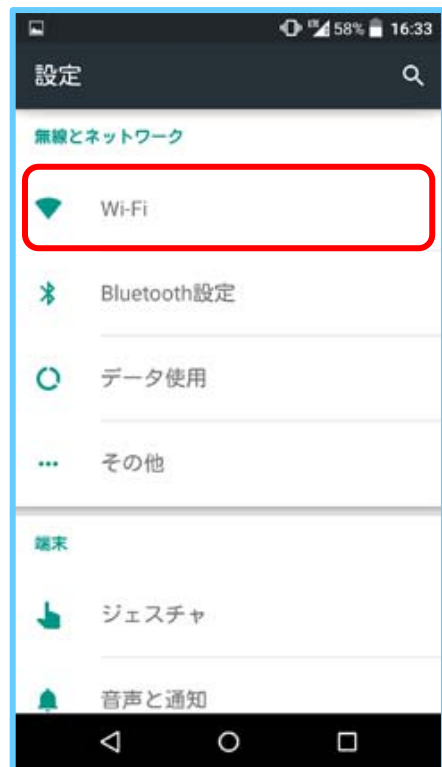 58% 16:33
設定
無線とネットワーク
Wi-Fi
Bluetooth設定
データ使用
その他
端末
ジェスチャ
音声と通知